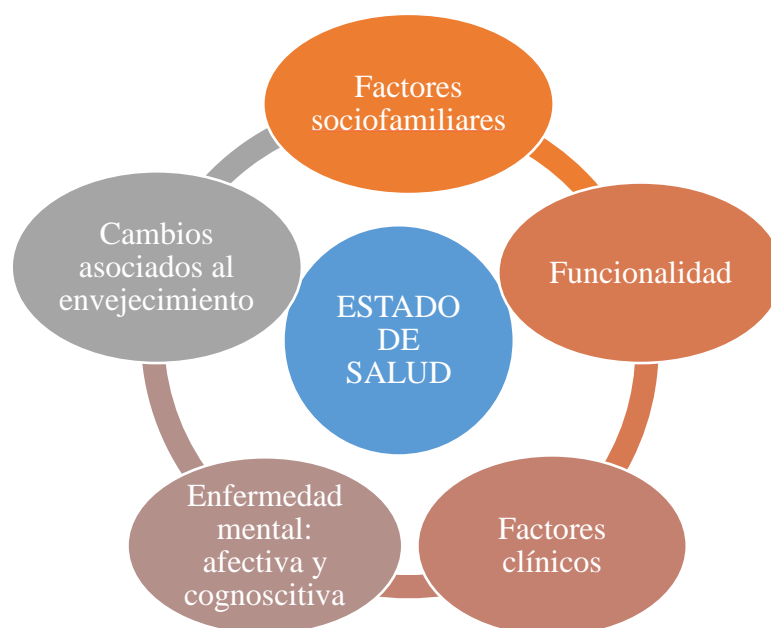 Factores
sociofamiliares
Funcionalidad
Factores
clínicos
Enfermedad
mental:
afectiva y
cognoscitiva
Cambios
asociados al
envejecimiento
ESTADO
DE
SALUD